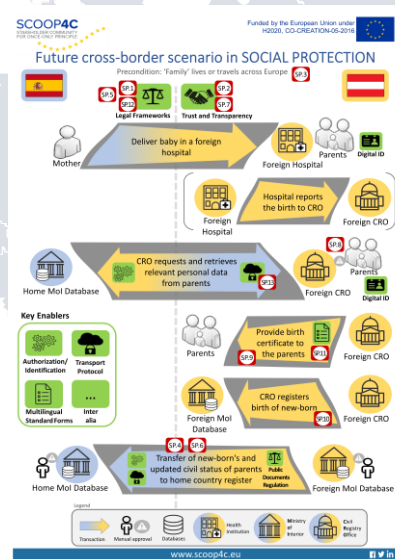 SCOOP4C
STAKEHOLDER COMMUNITY
FOR ONCE-ONLY PRINCIPLE
Funded by the European Union under
H2020, CO-CREATION-05-2016
Future cross-border scenario in SOCIAL PROTECTION
Precondition: 'Family' lives or travels across Europe
SP.3
SP.5
SP.1
SP.12
SP.2
SP.7
Legal Frameworks
Trust and Transparency
Deliver baby in a foreign
hospital
Mother
Foreign Hospital
Parents
Digital ID
Hospital reports
the birth to CRO
Foreign
Hospital
Foreign CRO
CRO requests and retrieves
relevant personal data
from parents
SP.13
SP.8
Home MoI Database
Foreign CRO
Parents
Digital ID
Key Enablers
Authorization/
Identification
Transport
Protocol
Multilingual
Standard Forms
...
Inter
alia
Provide birth
certificate to
the parents
SP.9
SP.11
Parents
Foreign CRO
CRO registers
birth of new-born
SP.10
Foreign MoI
Database
Foreign CRO
SP.4
SP.6
Transfer of new-born's and
updated civil status of parents
to home country register
Public
Documents
Regulation
Home MoI Database
Foreign MoI Database
Legend
Transaction
Manual approval
Databases
Health
Institution
Ministry
of
Interior
Civil
Registry
Office
www.scoop4c.eu